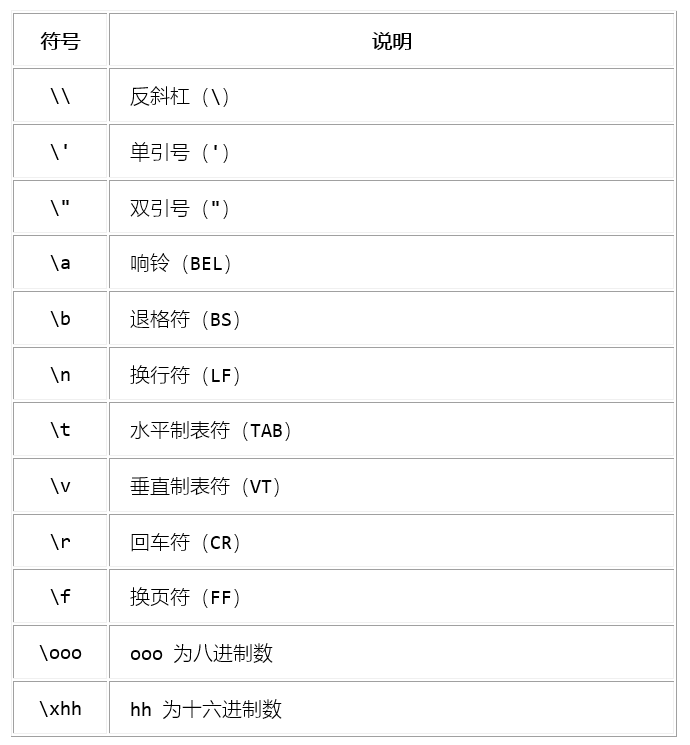 符号 说明
\\ 反斜杠（\）
\' 单引号（'）
\" 双引号（"）
\a 响铃（BEL）
\b 退格符（BS）
\n 换行符（LF）
\t 水平制表符（TAB）
\v 垂直制表符（VT）
\r 回车符（CR）
\f 换页符（FF）
\ooo ooo 为八进制数
\xhh hh 为十六进制数